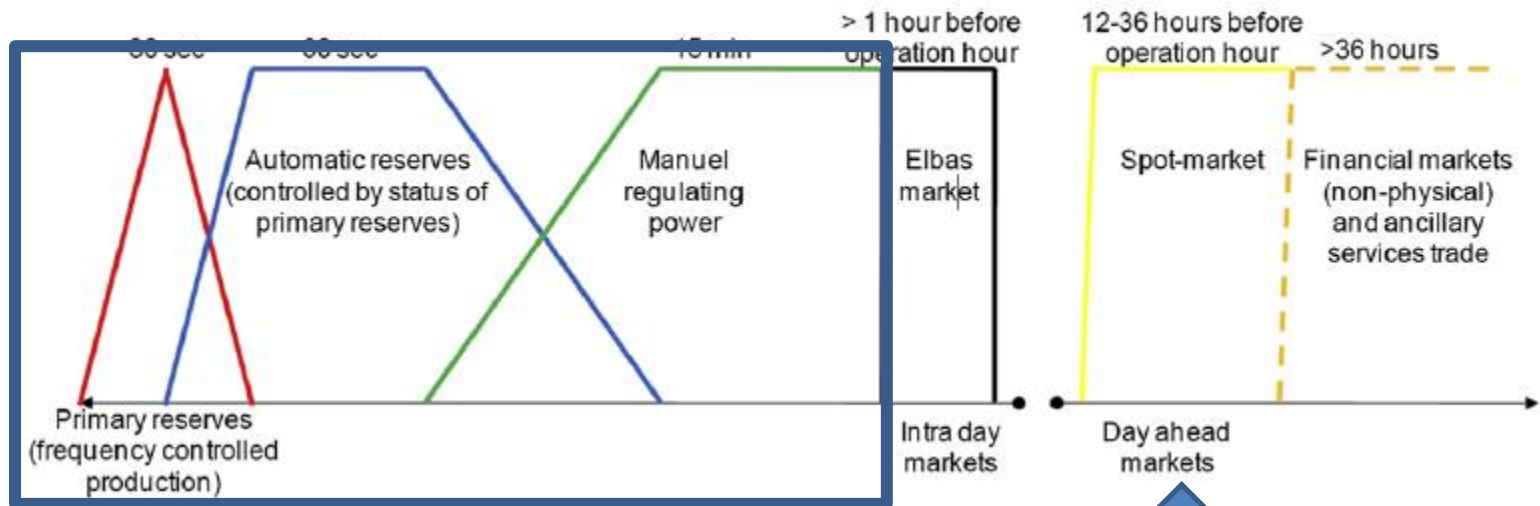 > 1 hour before
operation hour
12-36 hours before
operation hour
>36 hours
15 min
Automatic reserves
(controlled by status of
primary reserves)
Manuel
regulating
power
Elbas
market
Spot-market
Financial markets
(non-physical)
and ancillary
services trade
Primary reserves
(frequency controlled
production)
Intra day
markets
Day ahead
markets